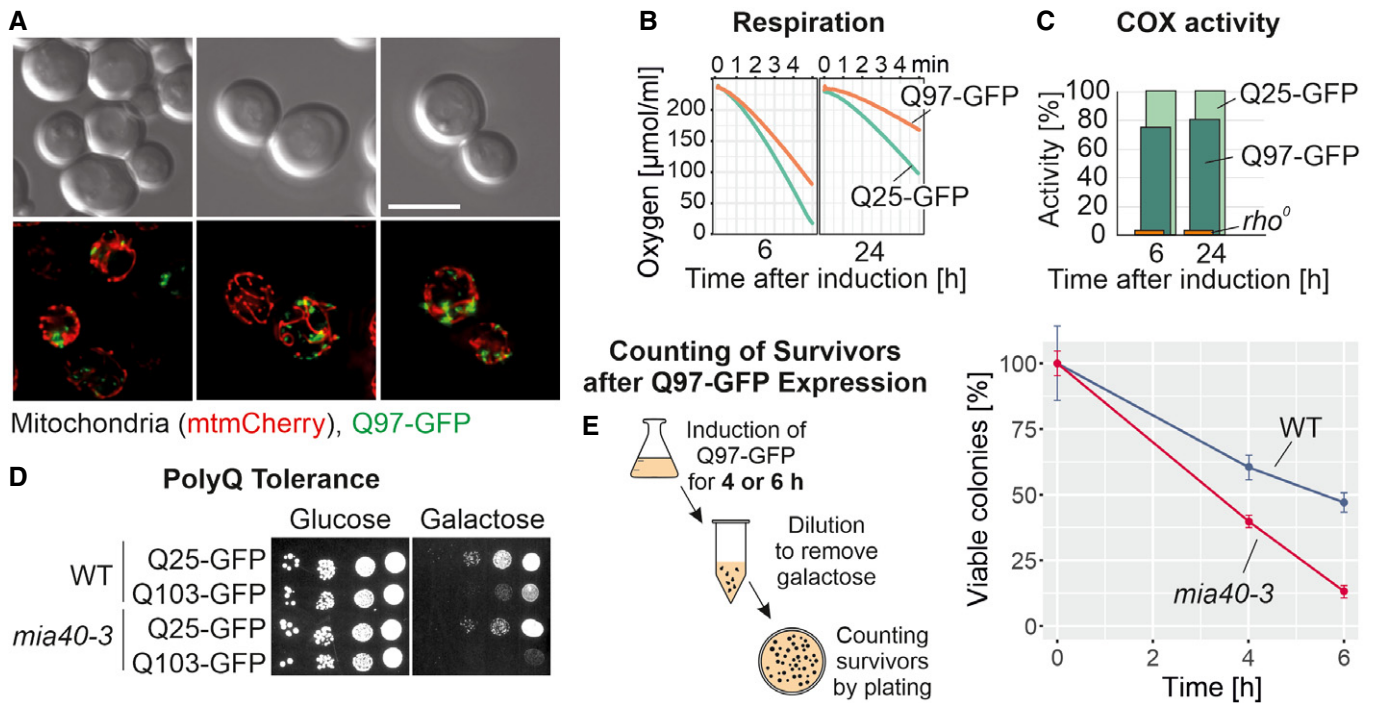 A
Mitochondria (mtmCherry), Q97-GFP
B
Respiration
0 1 2 3 4
0 1 2 3 4 min
Oxygen [µmol/ml]
200
150
100
50
0
Q97-GFP
Q25-GFP
6
24
Time after induction [h]
C
COX activity
Activity [%]
100
80
60
40
20
0
Q25-GFP
Q97-GFP
rho⁰
6
24
Time after induction [h]
D
PolyQ Tolerance
Glucose
Galactose
WT
Q25-GFP
Q103-GFP
mia40-3
Q25-GFP
Q103-GFP
Counting of Survivors
after Q97-GFP Expression
E
Induction of
Q97-GFP
for 4 or 6 h
Dilution
to remove
galactose
Counting
survivors
by plating
Viable colonies [%]
100
75
50
25
0
WT
mia40-3
0
2
4
6
Time [h]